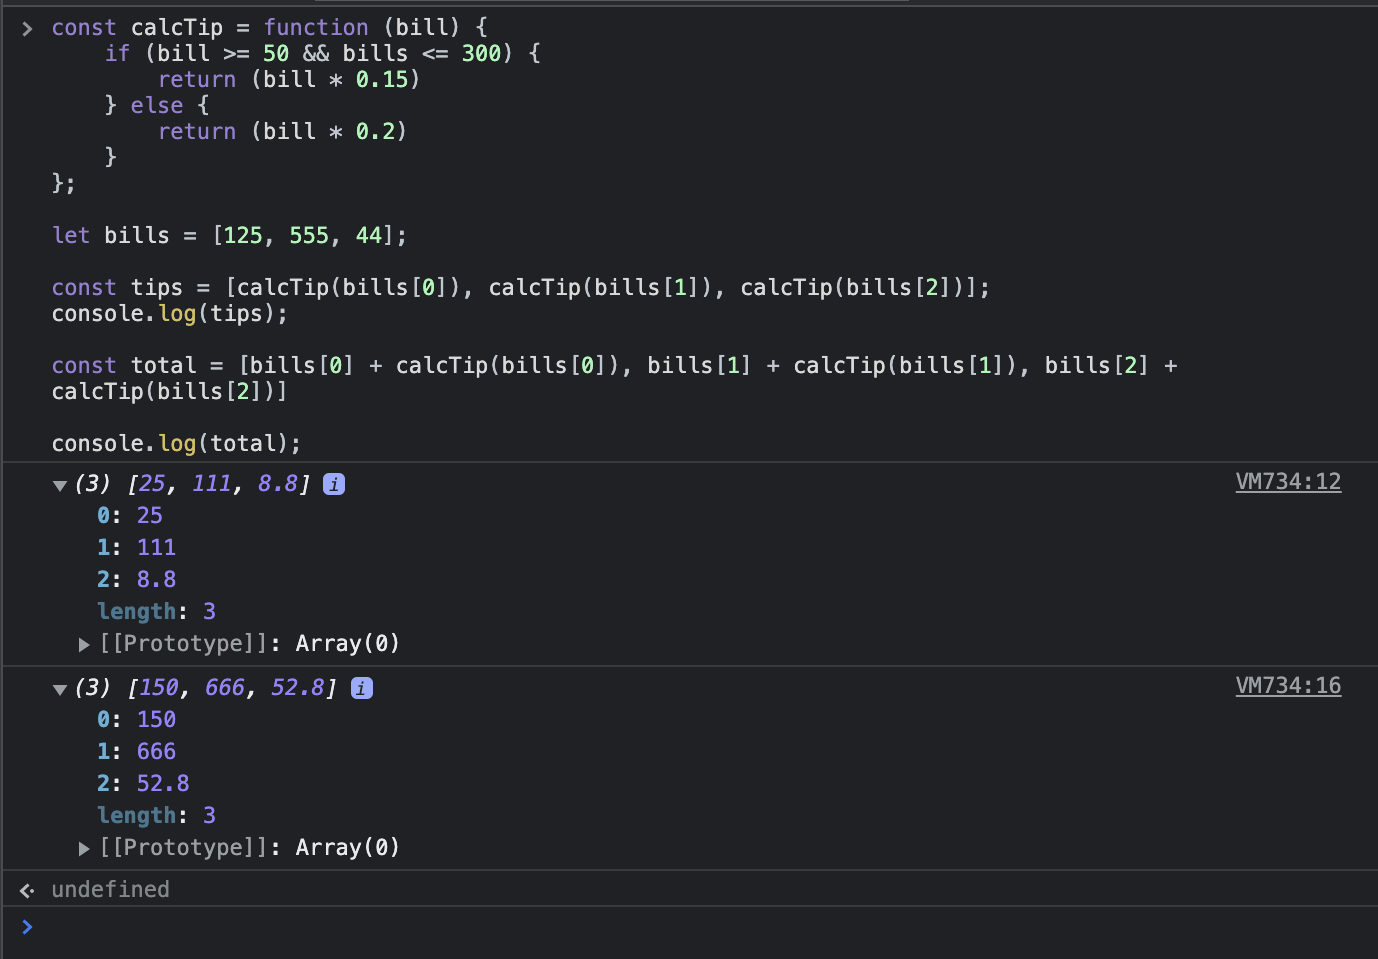 const calcTip = function (bill) {
if (bill >= 50 && bills <= 300) {
return (bill * 0.15)
} else {
return (bill * 0.2)
}
};
let bills = [125, 555, 44];
const tips = [calcTip(bills[0]), calcTip(bills[1]), calcTip(bills[2])];
console.log(tips);
const total = [bills[0] + calcTip(bills[0]), bills[1] + calcTip(bills[1]), bills[2] +
calcTip(bills[2])]
console.log(total);
(3) [25, 111, 8.8] i VM734:12
0: 25
1: 111
2: 8.8
length: 3
[[Prototype]]: Array(0)
(3) [150, 666, 52.8] i VM734:16
0: 150
1: 666
2: 52.8
length: 3
[[Prototype]]: Array(0)
undefined